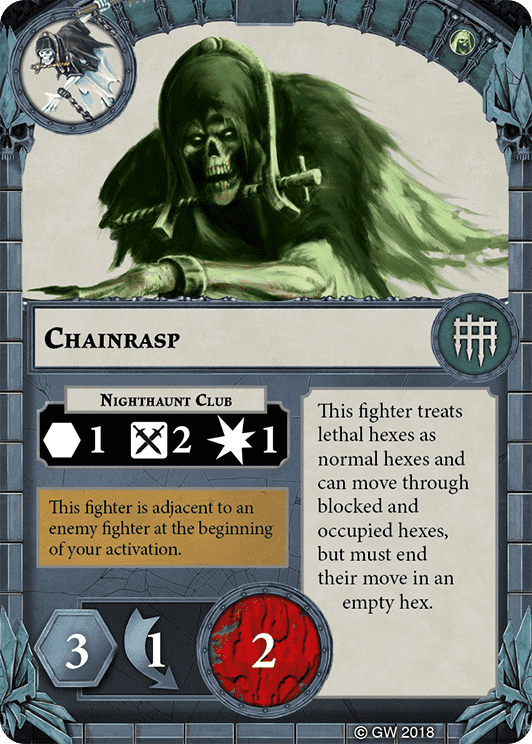 CHAINRASP
NIGHTHAUNT CLUB
1 2 1
This fighter is adjacent to an
enemy fighter at the beginning
of your activation.
This fighter treats
lethal hexes as
normal hexes and
can move through
blocked and
occupied hexes,
but must end
their move in an
empty hex.
3 1 2
© GW 2018